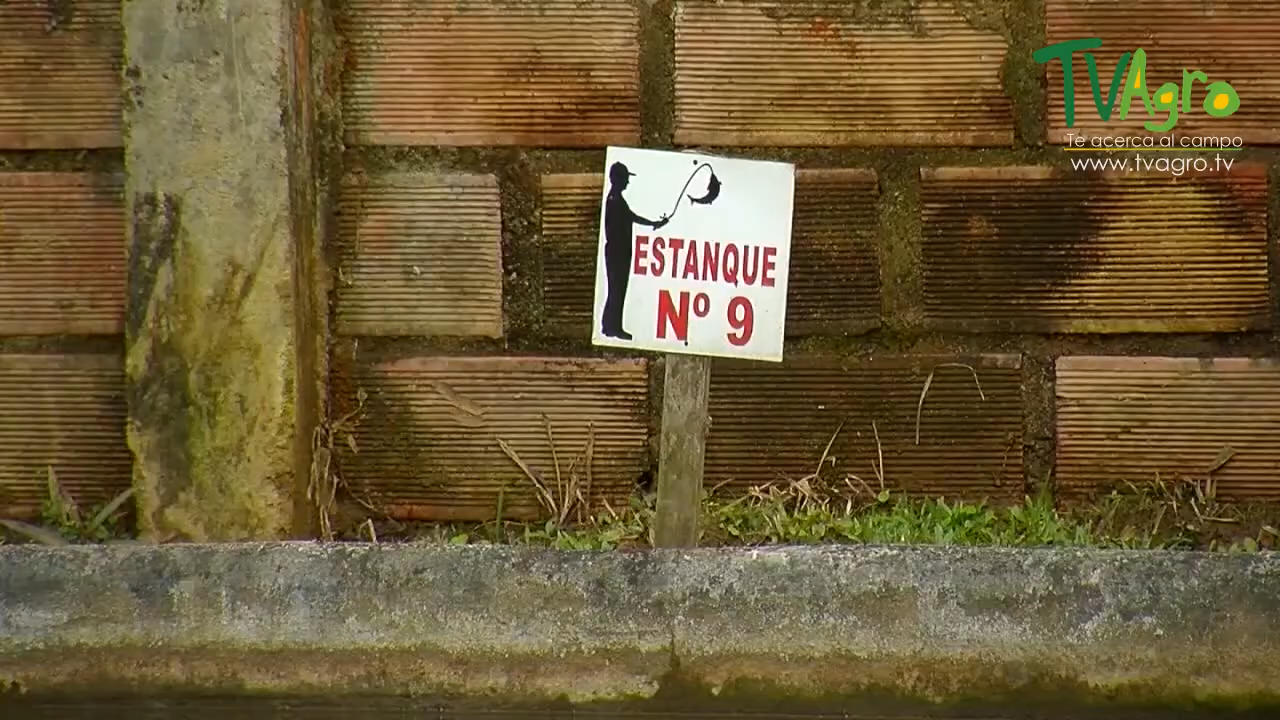 TVAgro
Te acerca al campo
www.tvagro.tv
ESTANQUE
Nº 9